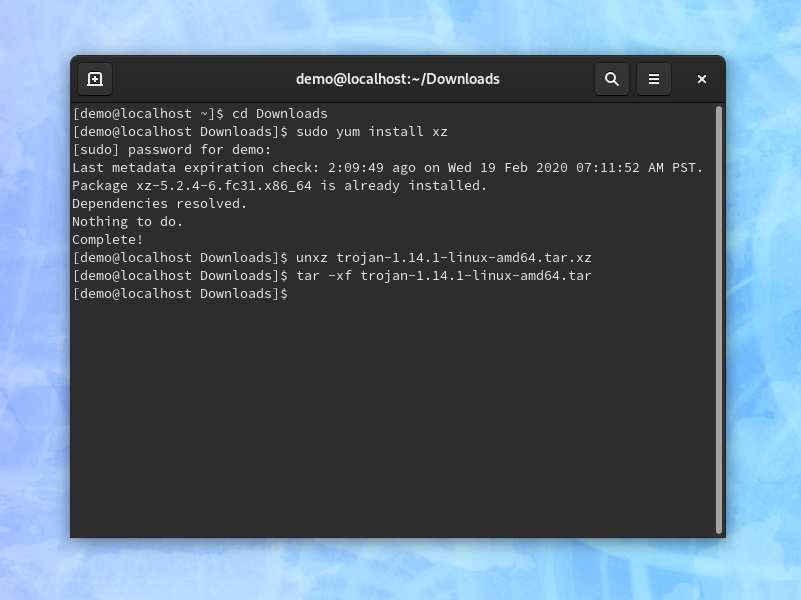 demo@localhost:~/Downloads
[demo@localhost ~]$ cd Downloads
[demo@localhost Downloads]$ sudo yum install xz
[sudo] password for demo:
Last metadata expiration check: 2:09:49 ago on Wed 19 Feb 2020 07:11:52 AM PST.
Package xz-5.2.4-6.fc31.x86_64 is already installed.
Dependencies resolved.
Nothing to do.
Complete!
[demo@localhost Downloads]$ unxz trojan-1.14.1-linux-amd64.tar.xz
[demo@localhost Downloads]$ tar -xf trojan-1.14.1-linux-amd64.tar
[demo@localhost Downloads]$